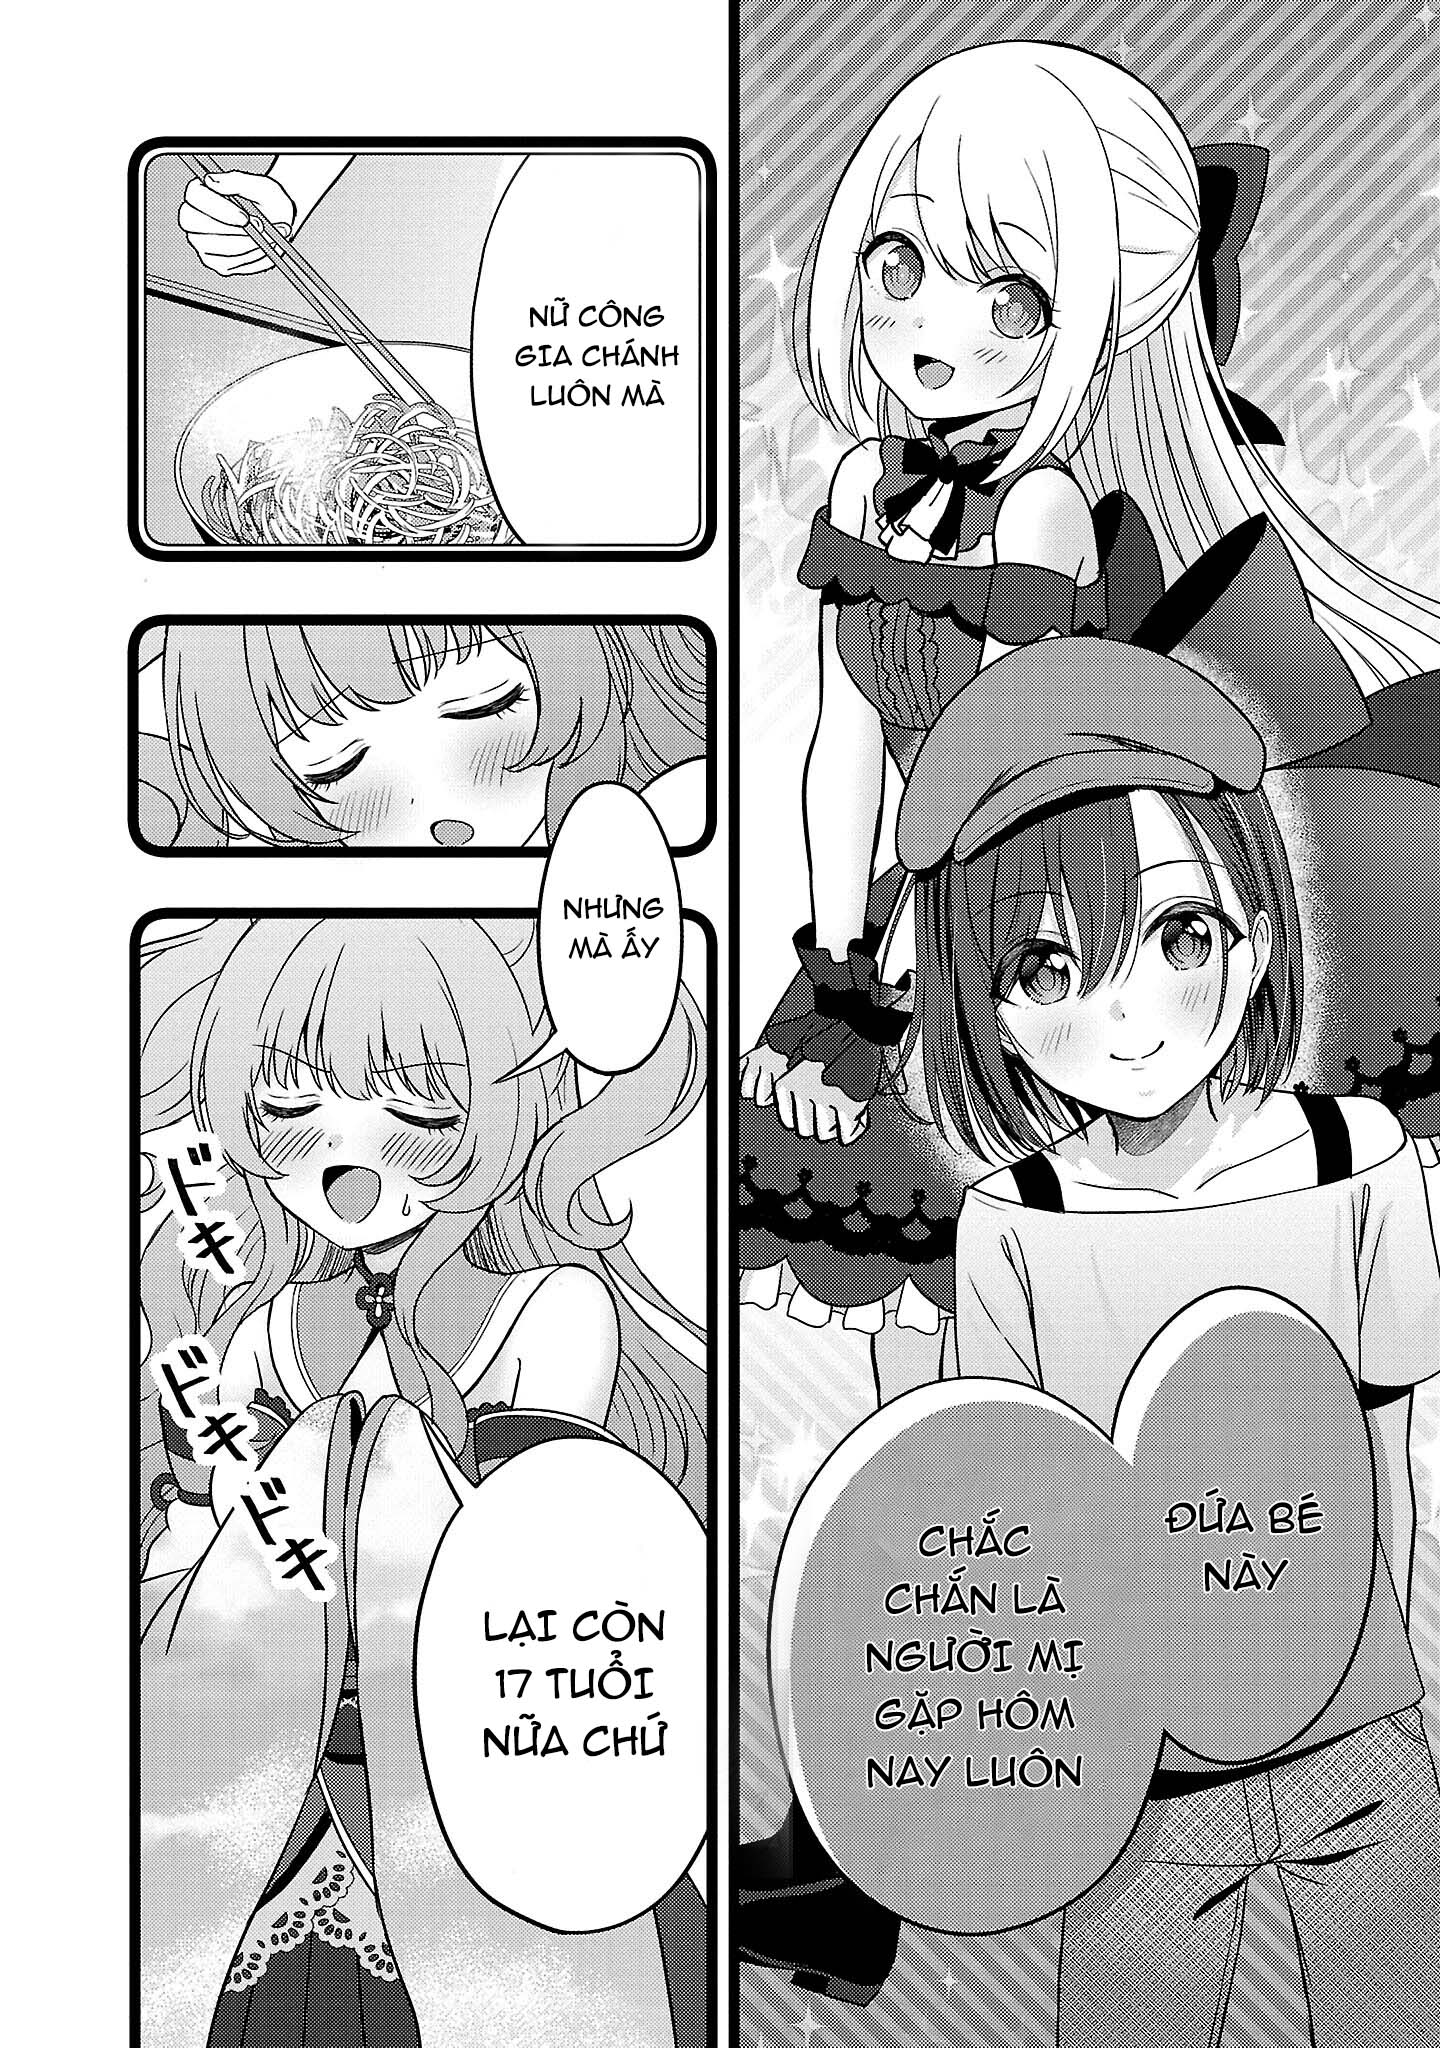 ĐỨA BÉ
NÀY
CHẮC
CHẮN LÀ
NGƯỜI MỊ
GẶP HÔM
NAY LUÔN
NỮ CÔNG
GIA CHÁNH
LUÔN MÀ
NHƯNG
MÀ ẤY
ドキ
ドキ
ドキ
LẠI CÒN
17 TUỔI
NỮA CHỨ